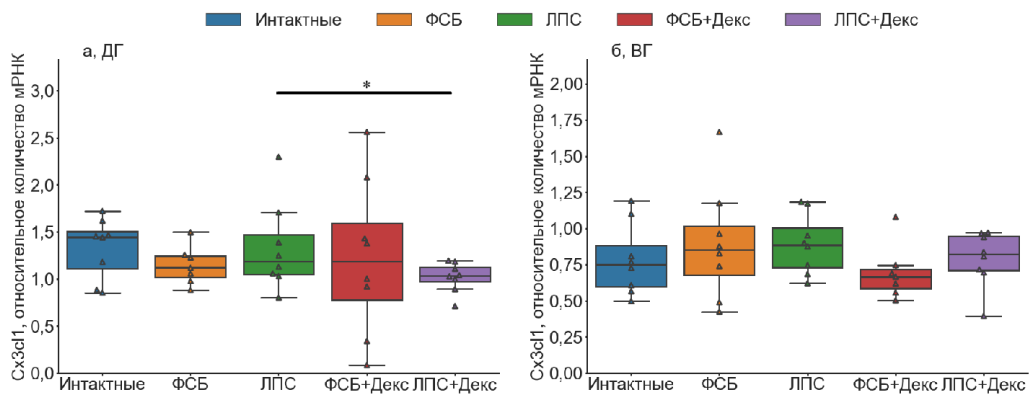 Интактные ФСБ ЛПС ФСБ+Декс ЛПС+Декс
а, ДГ
Cx3cl1, относительное количество мРНК
*
3,0
2,5
2,0
1,5
1,0
0,5
0,0
Интактные ФСБ ЛПС ФСБ+Декс ЛПС+Декс
б, ВГ
Cx3cl1, относительное количество мРНК
2,00
1,75
1,50
1,25
1,00
0,75
0,50
0,25
0,00
Интактные ФСБ ЛПС ФСБ+Декс ЛПС+Декс